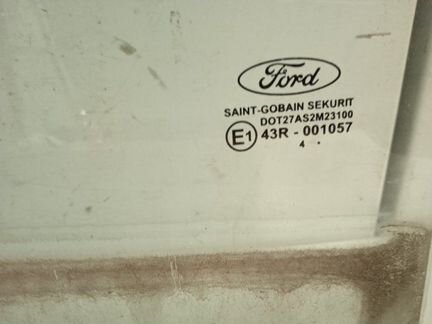 Ford
SAINT-GOBAIN SEKURIT
DOT27AS2M23100
E1 43R - 001057
4 .